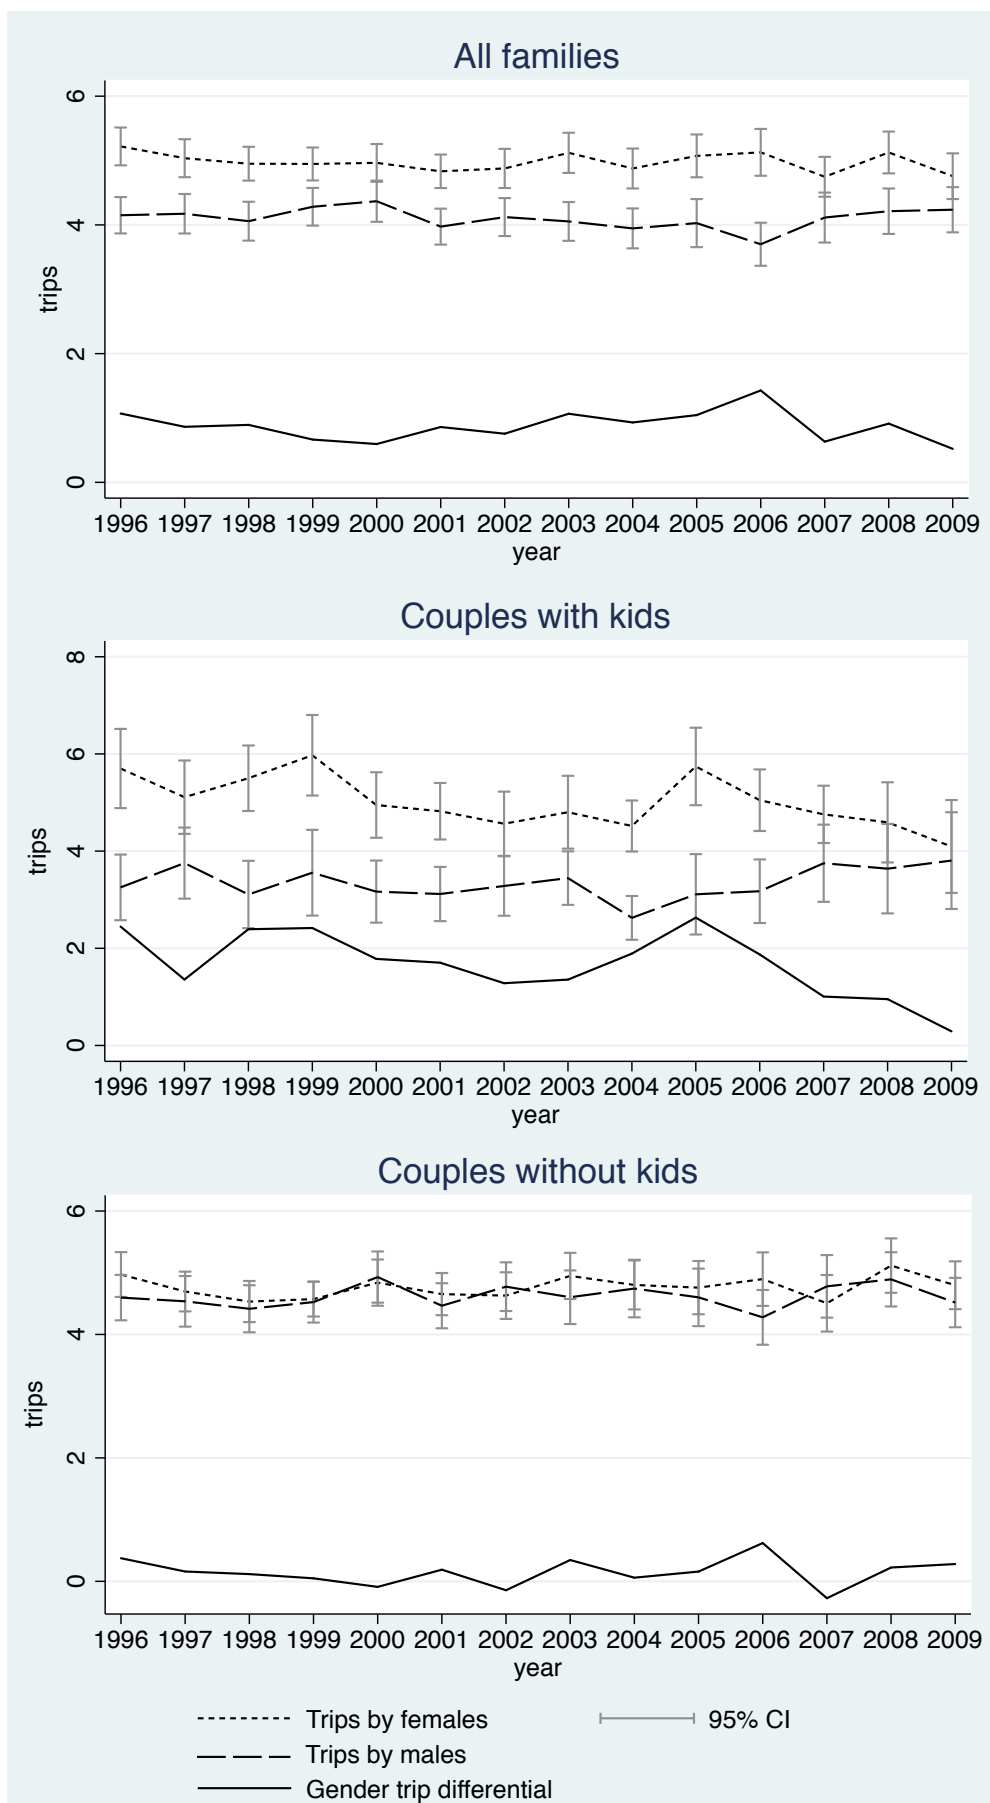 All families
6
4
2
0
trips
1996 1997 1998 1999 2000 2001 2002 2003 2004 2005 2006 2007 2008 2009
year
Couples with kids
8
6
4
2
0
trips
1996 1997 1998 1999 2000 2001 2002 2003 2004 2005 2006 2007 2008 2009
year
Couples without kids
6
4
2
0
trips
1996 1997 1998 1999 2000 2001 2002 2003 2004 2005 2006 2007 2008 2009
year
Trips by females 95% CI
Trips by males
Gender trip differential